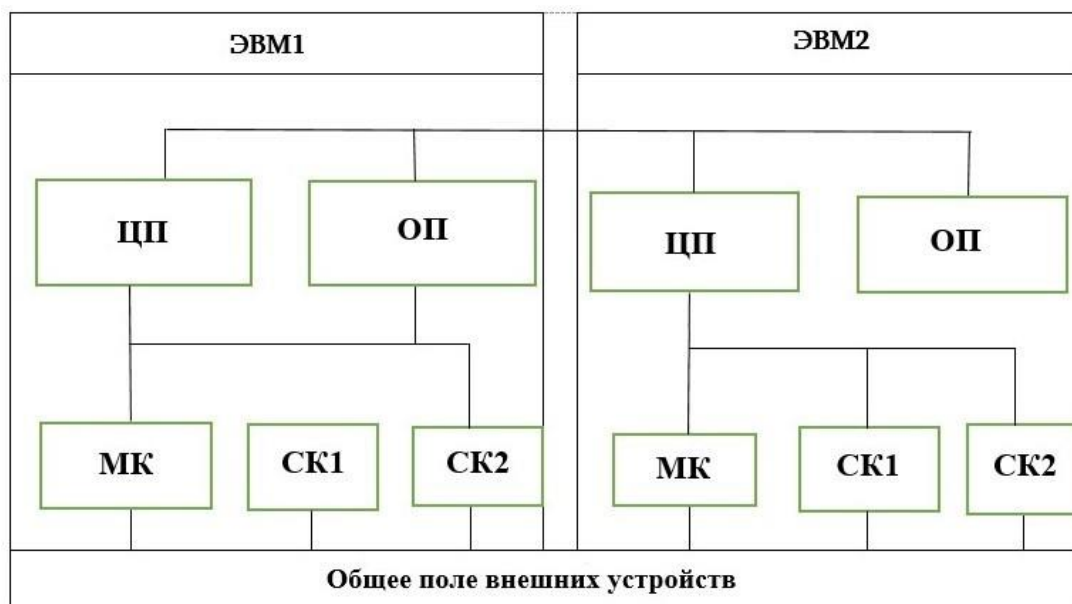 ЭВМ1
ЭВМ2
ЦП
ОП
ЦП
ОП
МК
СК1
СК2
МК
СК1
СК2
Общее поле внешних устройств